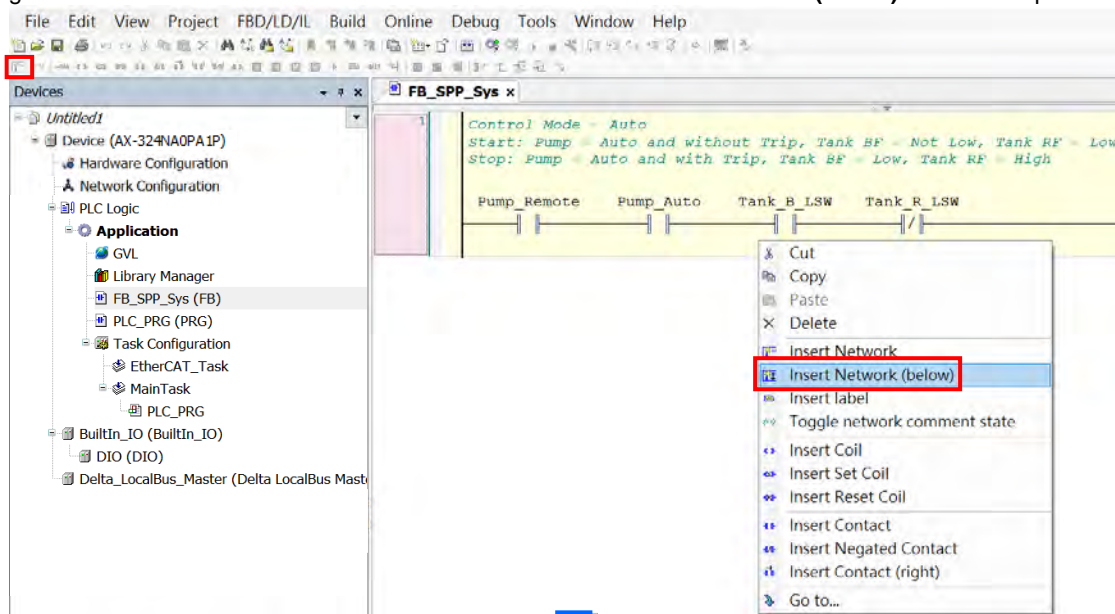 File Edit View Project FBD/LD/IL Build Online Debug Tools Window Help
Devices
FB_SPP_Sys x
Untitled1
Device (AX-324NA0PA1P)
Hardware Configuration
Network Configuration
PLC Logic
Application
GVL
Library Manager
FB_SPP_Sys (FB)
PLC_PRG (PRG)
Task Configuration
EtherCAT_Task
MainTask
PLC_PRG
BuiltIn_IO (BuiltIn_IO)
DIO (DIO)
Delta_LocalBus_Master (Delta LocalBus Mast
1
Control Mode - Auto
Start: Pump - Auto and without Trip, Tank BF - Not Low, Tank RF - Low
Stop: Pump - Auto and with Trip, Tank BF - Low, Tank RF - High
Pump_Remote Pump_Auto Tank_B_LSW Tank_R_LSW
Cut
Copy
Paste
Delete
Insert Network
Insert Network (below)
Insert label
Toggle network comment state
Insert Coil
Insert Set Coil
Insert Reset Coil
Insert Contact
Insert Negated Contact
Insert Contact (right)
Go to...